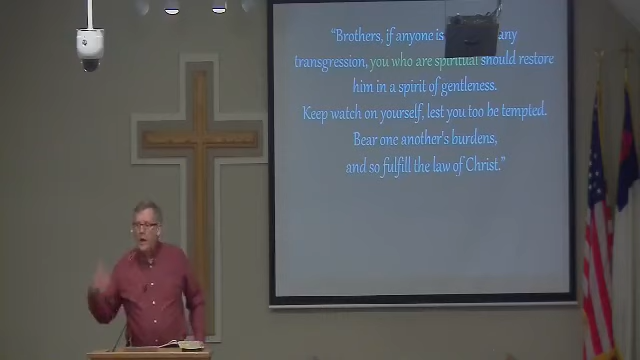 “Brothers, if anyone is any
transgression, you who are spiritual should restore
him in a spirit of gentleness.
Keep watch on yourself, lest you too be tempted.
Bear one another's burdens,
and so fulfill the law of Christ.”